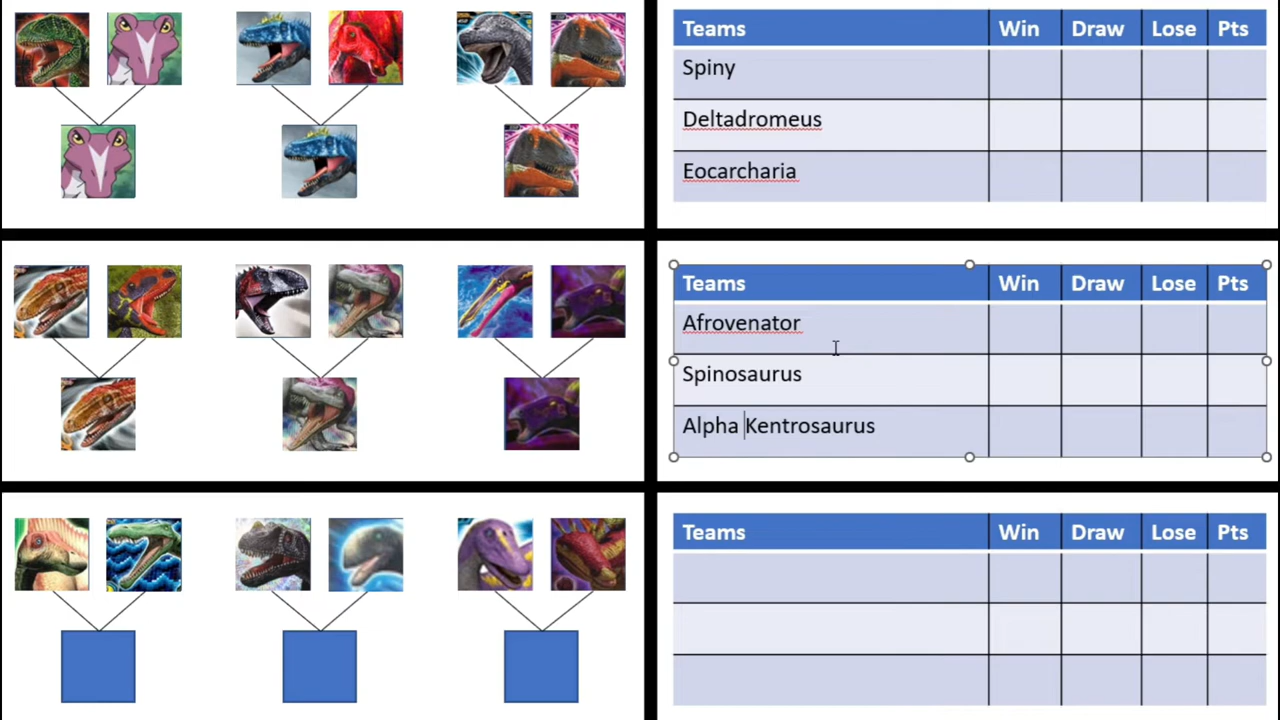 Teams Win Draw Lose Pts
Spiny
Deltadromeus
Eocarcharia
Teams Win Draw Lose Pts
Afrovenator
Spinosaurus
Alpha Kentrosaurus
Teams Win Draw Lose Pts